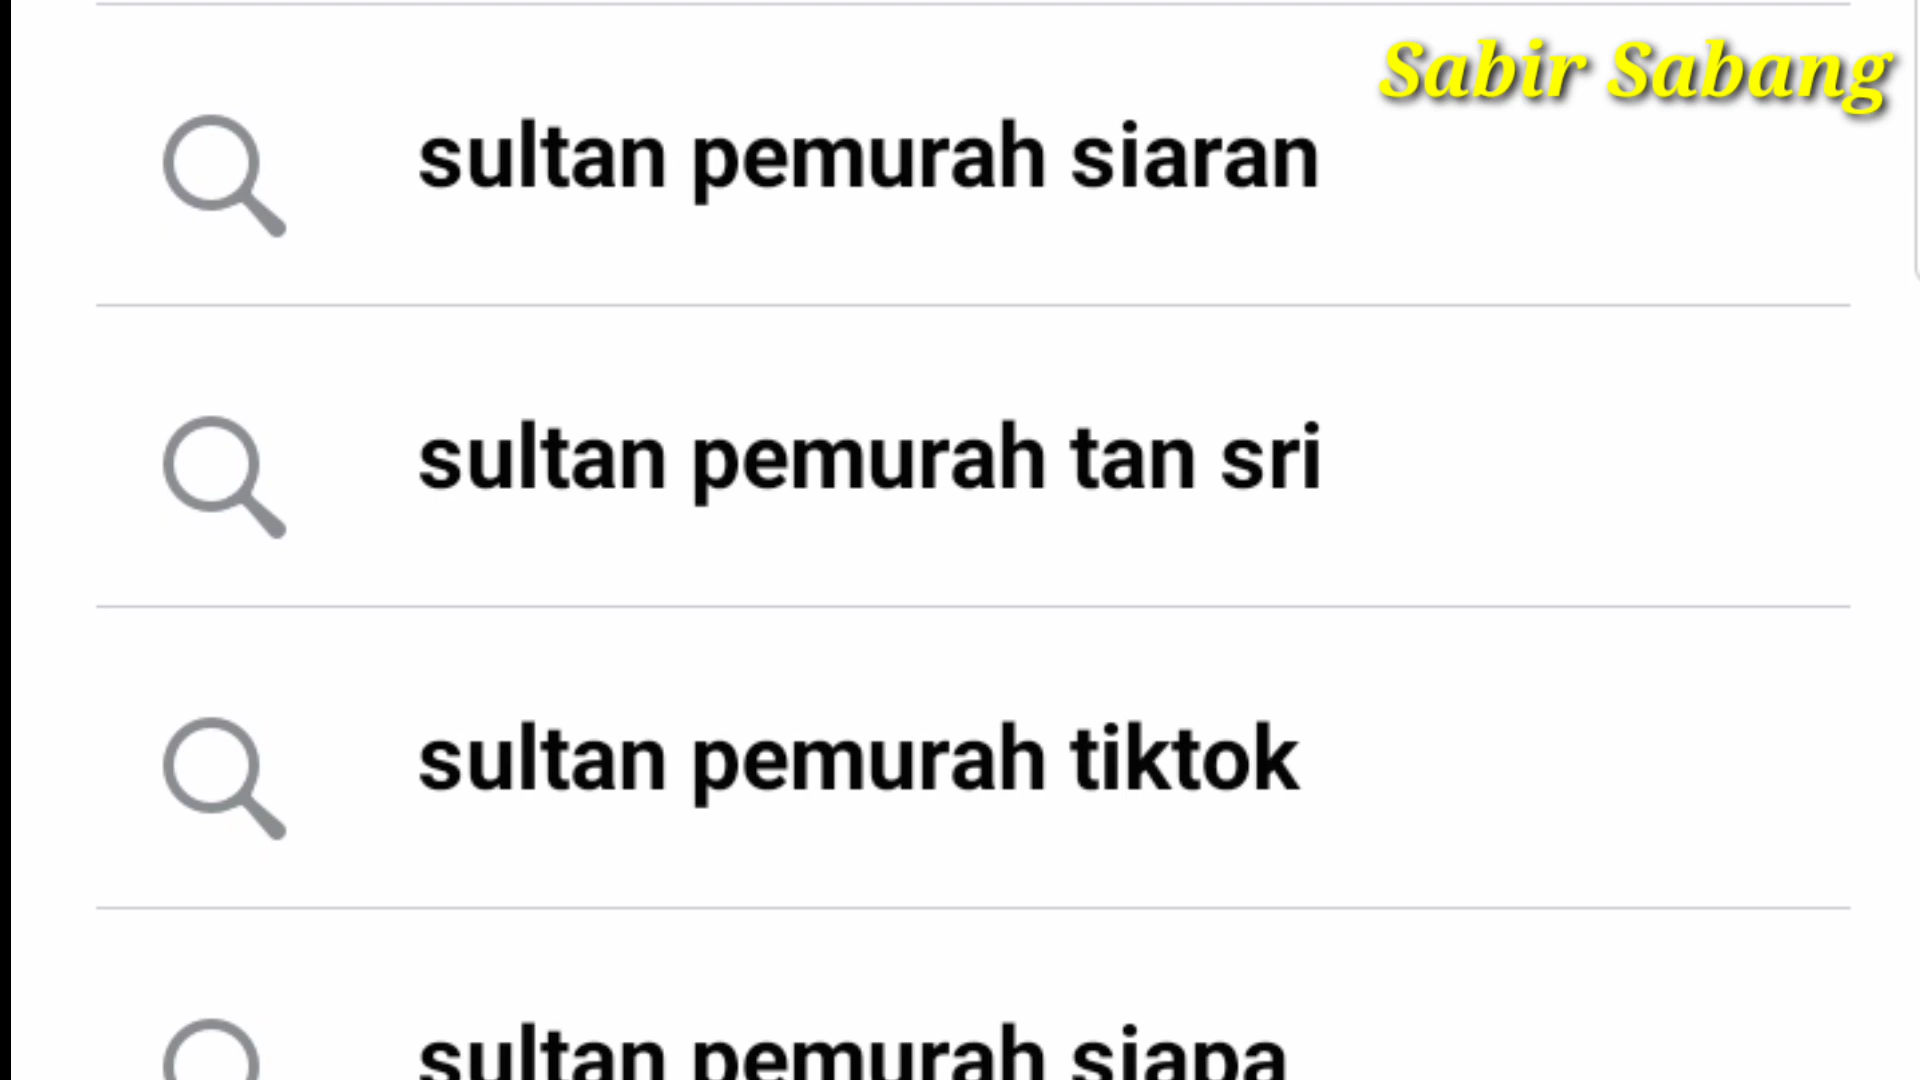 Sabir Sabang
sultan pemurah siaran
sultan pemurah tan sri
sultan pemurah tiktok
sultan pemurah siapa